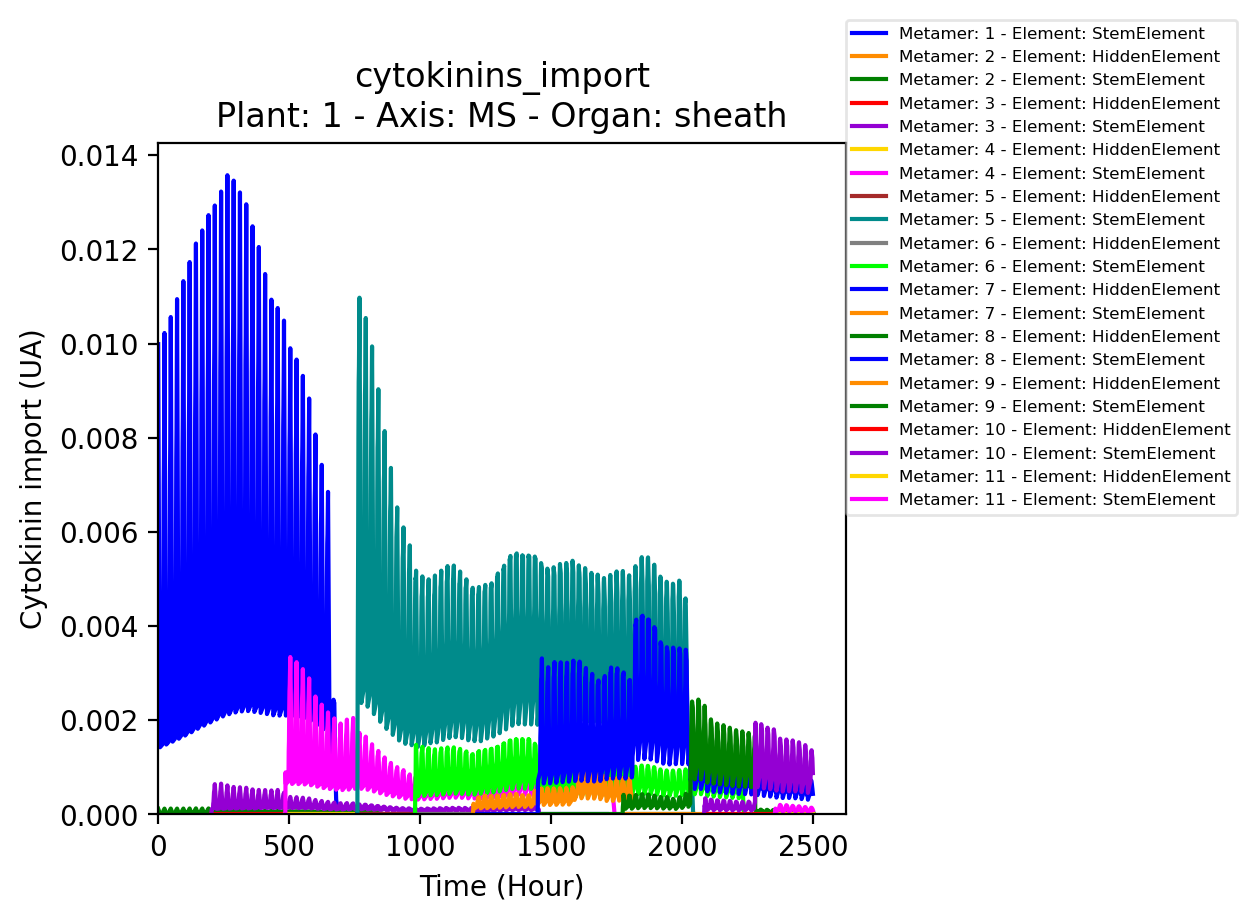 cytokinins_import
Plant: 1 - Axis: MS - Organ: sheath
Cytokinin import (UA)
0.014
0.012
0.010
0.008
0.006
0.004
0.002
0.000
0 500 1000 1500 2000 2500
Time (Hour)
Metamer: 1 - Element: StemElement
Metamer: 2 - Element: HiddenElement
Metamer: 2 - Element: StemElement
Metamer: 3 - Element: HiddenElement
Metamer: 3 - Element: StemElement
Metamer: 4 - Element: HiddenElement
Metamer: 4 - Element: StemElement
Metamer: 5 - Element: HiddenElement
Metamer: 5 - Element: StemElement
Metamer: 6 - Element: HiddenElement
Metamer: 6 - Element: StemElement
Metamer: 7 - Element: HiddenElement
Metamer: 7 - Element: StemElement
Metamer: 8 - Element: HiddenElement
Metamer: 8 - Element: StemElement
Metamer: 9 - Element: HiddenElement
Metamer: 9 - Element: StemElement
Metamer: 10 - Element: HiddenElement
Metamer: 10 - Element: StemElement
Metamer: 11 - Element: HiddenElement
Metamer: 11 - Element: StemElement